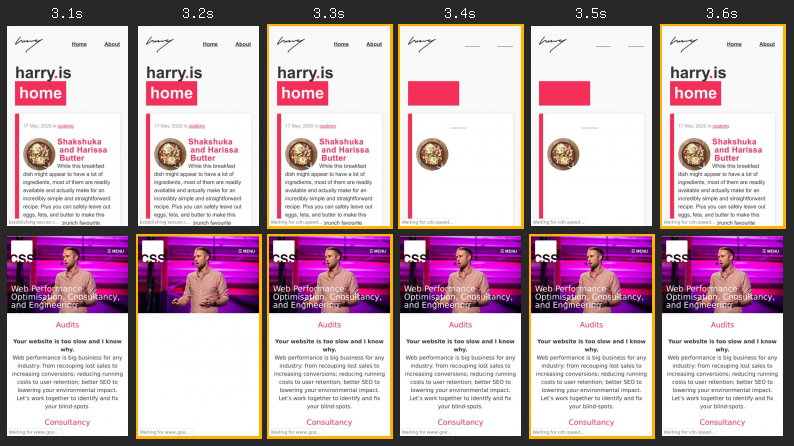 3.1s 3.2s 3.3s 3.4s 3.5s 3.6s
Home About
harry.is
home
17 May, 2020 in cooking
Shakshuka
and Harissa
Butter
While this breakfast
dish might appear to have a lot of
ingredients, most of them are readily
available and actually make for an
incredibly simple and straightforward
recipe. Plus you can safely leave out
eggs, feta, and butter to make this
Establishing secure c... brunch favourite
Home About
harry.is
home
17 May, 2020 in cooking
Shakshuka
and Harissa
Butter
While this breakfast
dish might appear to have a lot of
ingredients, most of them are readily
available and actually make for an
incredibly simple and straightforward
recipe. Plus you can safely leave out
eggs, feta, and butter to make this
Establishing secure c... brunch favourite
Home About
harry.is
home
17 May, 2020 in cooking
Shakshuka
and Harissa
Butter
While this breakfast
dish might appear to have a lot of
ingredients, most of them are readily
available and actually make for an
incredibly simple and straightforward
recipe. Plus you can safely leave out
eggs, feta, and butter to make this
Waiting for cdn.speed... brunch favourite
Waiting for cdn.speed...
Waiting for cdn.speed...
Home About
harry.is
home
17 May, 2020 in cooking
Shakshuka
and Harissa
Butter
While this breakfast
dish might appear to have a lot of
ingredients, most of them are readily
available and actually make for an
incredibly simple and straightforward
recipe. Plus you can safely leave out
eggs, feta, and butter to make this
Waiting for cdn.speed... brunch favourite
CSS ☰ MENU
Web Performance
Optimisation, Consultancy,
and Engineering
Audits
Your website is too slow and I know
why.
Web performance is big business for any
industry: from recouping lost sales to
increasing conversions; reducing running
costs to user retention; better SEO to
lowering your environmental impact.
Let's work together to identify and fix
your blind-spots.
Consultancy
Waiting for www.goo...
CSS ☰ MENU
Waiting for www.goo...
CSS ☰ MENU
Web Performance
Optimisation, Consultancy,
and Engineering
Audits
Your website is too slow and I know
why.
Web performance is big business for any
industry: from recouping lost sales to
increasing conversions; reducing running
costs to user retention; better SEO to
lowering your environmental impact.
Let's work together to identify and fix
your blind-spots.
Consultancy
Waiting for www.goo...
CSS ☰ MENU
Web Performance
Optimisation, Consultancy,
and Engineering
Audits
Your website is too slow and I know
why.
Web performance is big business for any
industry: from recouping lost sales to
increasing conversions; reducing running
costs to user retention; better SEO to
lowering your environmental impact.
Let's work together to identify and fix
your blind-spots.
Consultancy
Waiting for www.goo...
CSS ☰ MENU
Web Performance
Optimisation, Consultancy,
and Engineering
Audits
Your website is too slow and I know
why.
Web performance is big business for any
industry: from recouping lost sales to
increasing conversions; reducing running
costs to user retention; better SEO to
lowering your environmental impact.
Let's work together to identify and fix
your blind-spots.
Consultancy
Waiting for cdn.speed...
CSS ☰ MENU
Web Performance
Optimisation, Consultancy,
and Engineering
Audits
Your website is too slow and I know
why.
Web performance is big business for any
industry: from recouping lost sales to
increasing conversions; reducing running
costs to user retention; better SEO to
lowering your environmental impact.
Let's work together to identify and fix
your blind-spots.
Consultancy
Waiting for cdn.speed...